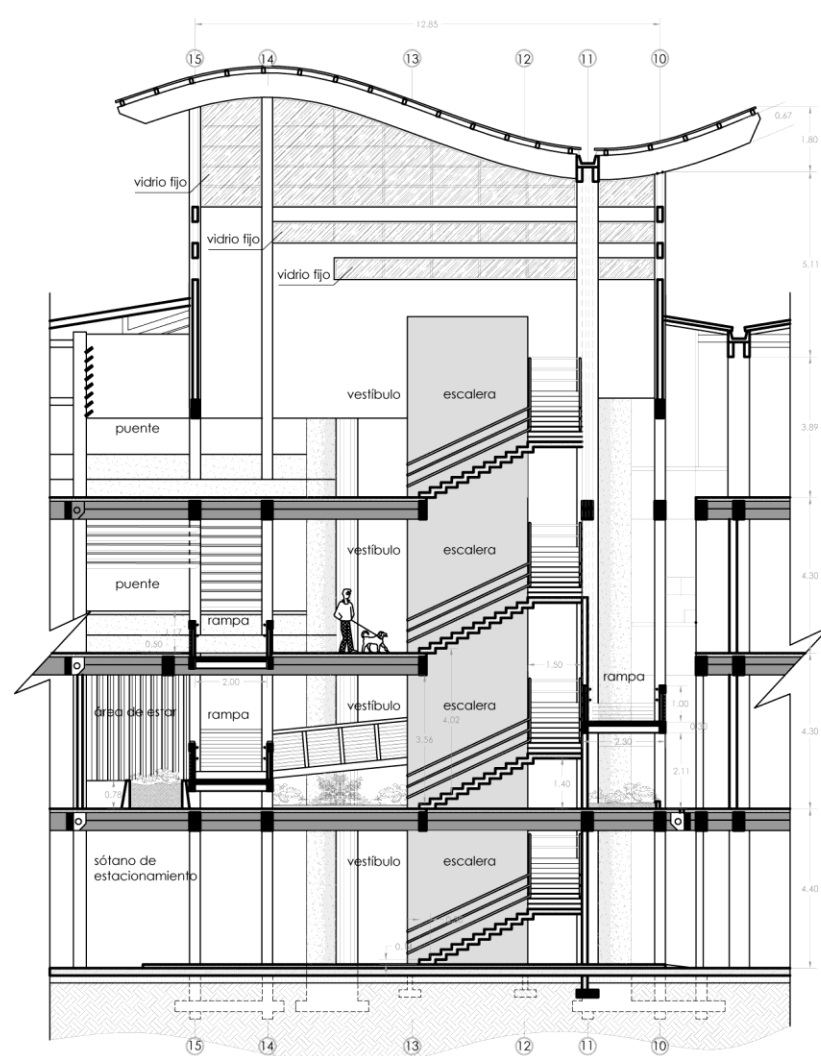 12.85
15 14 13 12 11 10
0.67
1.80
vidrio fijo
vidrio fijo
vidrio fijo
5.11
vestíbulo escalera
puente
3.89
vestíbulo escalera
puente
4.30
rampa
0.50
1.50
rampa
2.00
área de estar rampa vestíbulo escalera
4.02
1.00
3.56
2.30
4.30
2.11
0.78
1.40
sótano de
estacionamiento
vestíbulo escalera
4.40
15 14 13 12 11 10